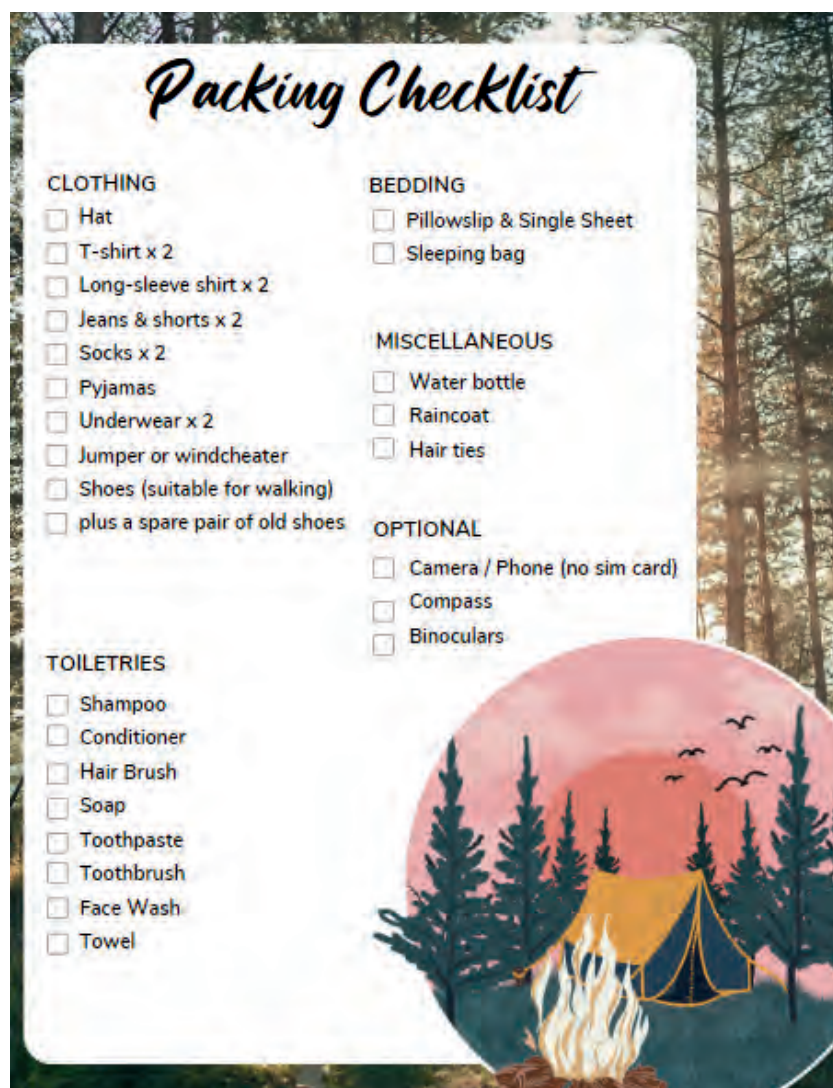 Packing Checklist
CLOTHING
Hat
T-shirt x 2
Long-sleeve shirt x 2
Jeans & shorts x 2
Socks x 2
Pyjamas
Underwear x 2
Jumper or windcheater
Shoes (suitable for walking)
plus a spare pair of old shoes
TOILETRIES
Shampoo
Conditioner
Hair Brush
Soap
Toothpaste
Toothbrush
Face Wash
Towel
BEDDING
Pillowslip & Single Sheet
Sleeping bag
MISCELLANEOUS
Water bottle
Raincoat
Hair ties
OPTIONAL
Camera / Phone (no sim card)
Compass
Binoculars